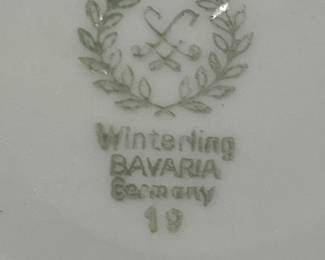 Winterling
BAVARIA
Germany
19